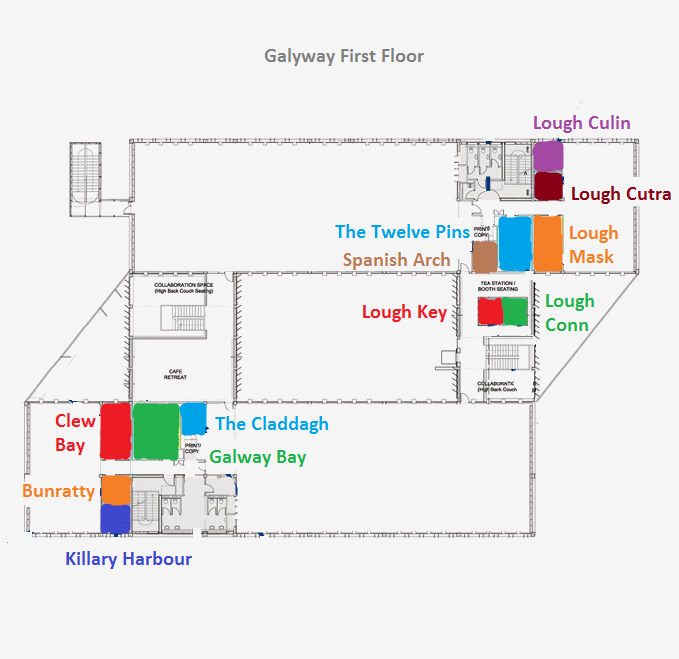 Galyway First Floor
Lough Culin
Lough Cutra
The Twelve Pins
PRINT/
COPY
Lough
Mask
Spanish Arch
COLLABORATION SPACE
(High Back Couch Seating)
TEA STATION /
BOOTH SEATING
Lough Key
Lough
Conn
CAFE
RETREAT
COLLABORATIC
(High Back Couch
Clew
Bay
The Claddagh
PRINT/
COPY
Galway Bay
Bunratty
Killary Harbour